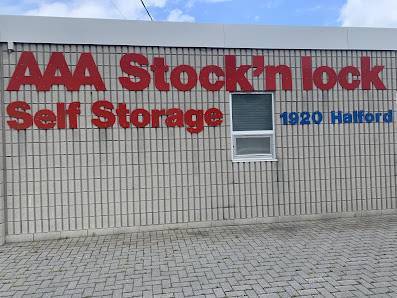 AAA Stock'n lock
Self Storage
1920 Halford